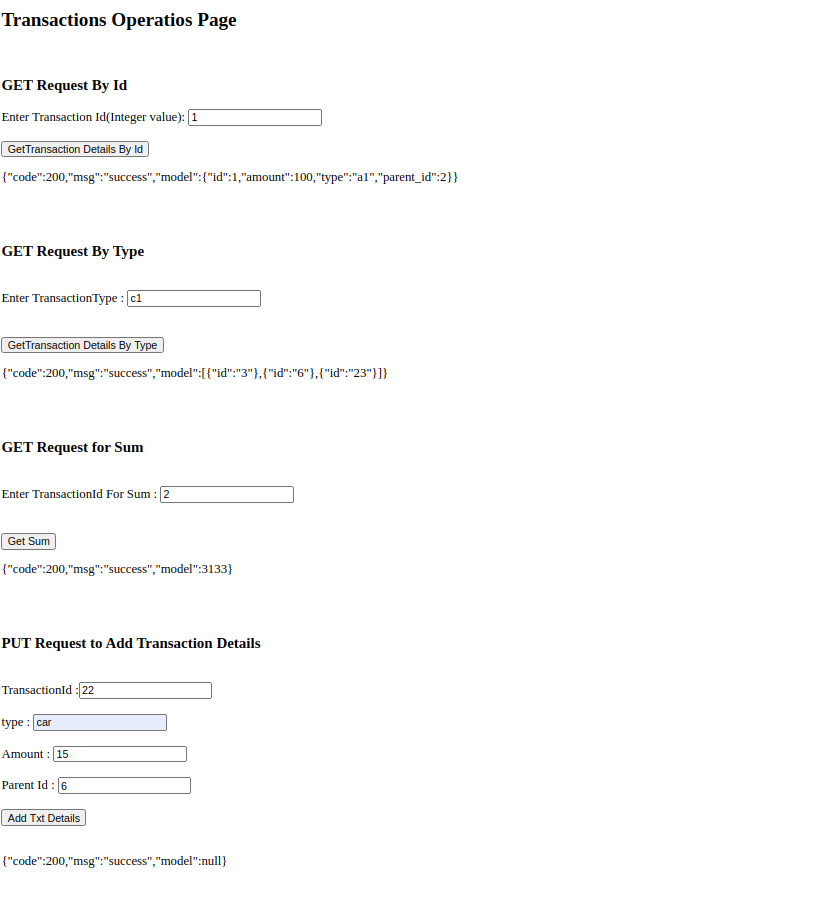 Transactions Operatios Page
GET Request By Id
Enter Transaction Id(Integer value): 1
GetTransaction Details By Id
{"code":200,"msg":"success","model":{"id":1,"amount":100,"type":"a1","parent_id":2}}
GET Request By Type
Enter TransactionType : c1
GetTransaction Details By Type
{"code":200,"msg":"success","model":[{"id":"3"},{"id":"6"},{"id":"23"}]}
GET Request for Sum
Enter TransactionId For Sum : 2
Get Sum
{"code":200,"msg":"success","model":3133}
PUT Request to Add Transaction Details
TransactionId : 22
type : car
Amount : 15
Parent Id : 6
Add Txt Details
{"code":200,"msg":"success","model":null}